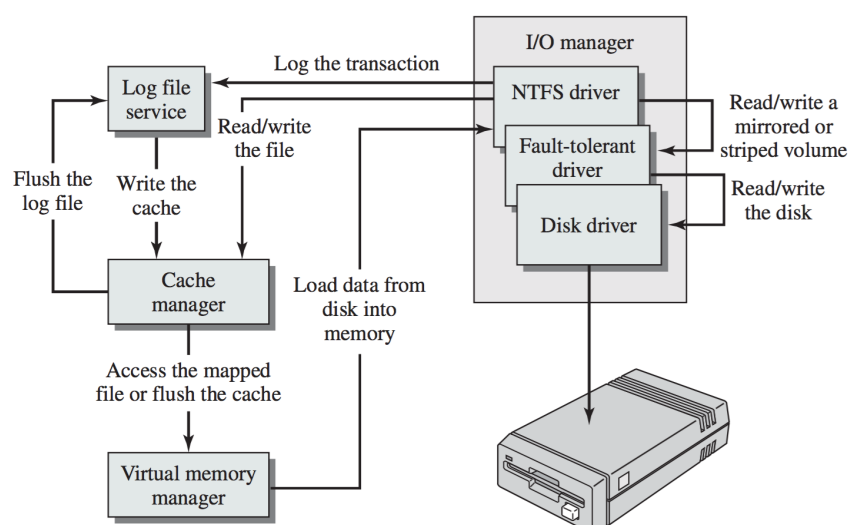 I/O manager
Log the transaction
Log file
service
NTFS driver
Read/write
the file
Read/write a
mirrored or
striped volume
Fault-tolerant
driver
Flush the
log file
Write the
cache
Read/write
the disk
Disk driver
Cache
manager
Load data from
disk into
memory
Access the mapped
file or flush the cache
Virtual memory
manager